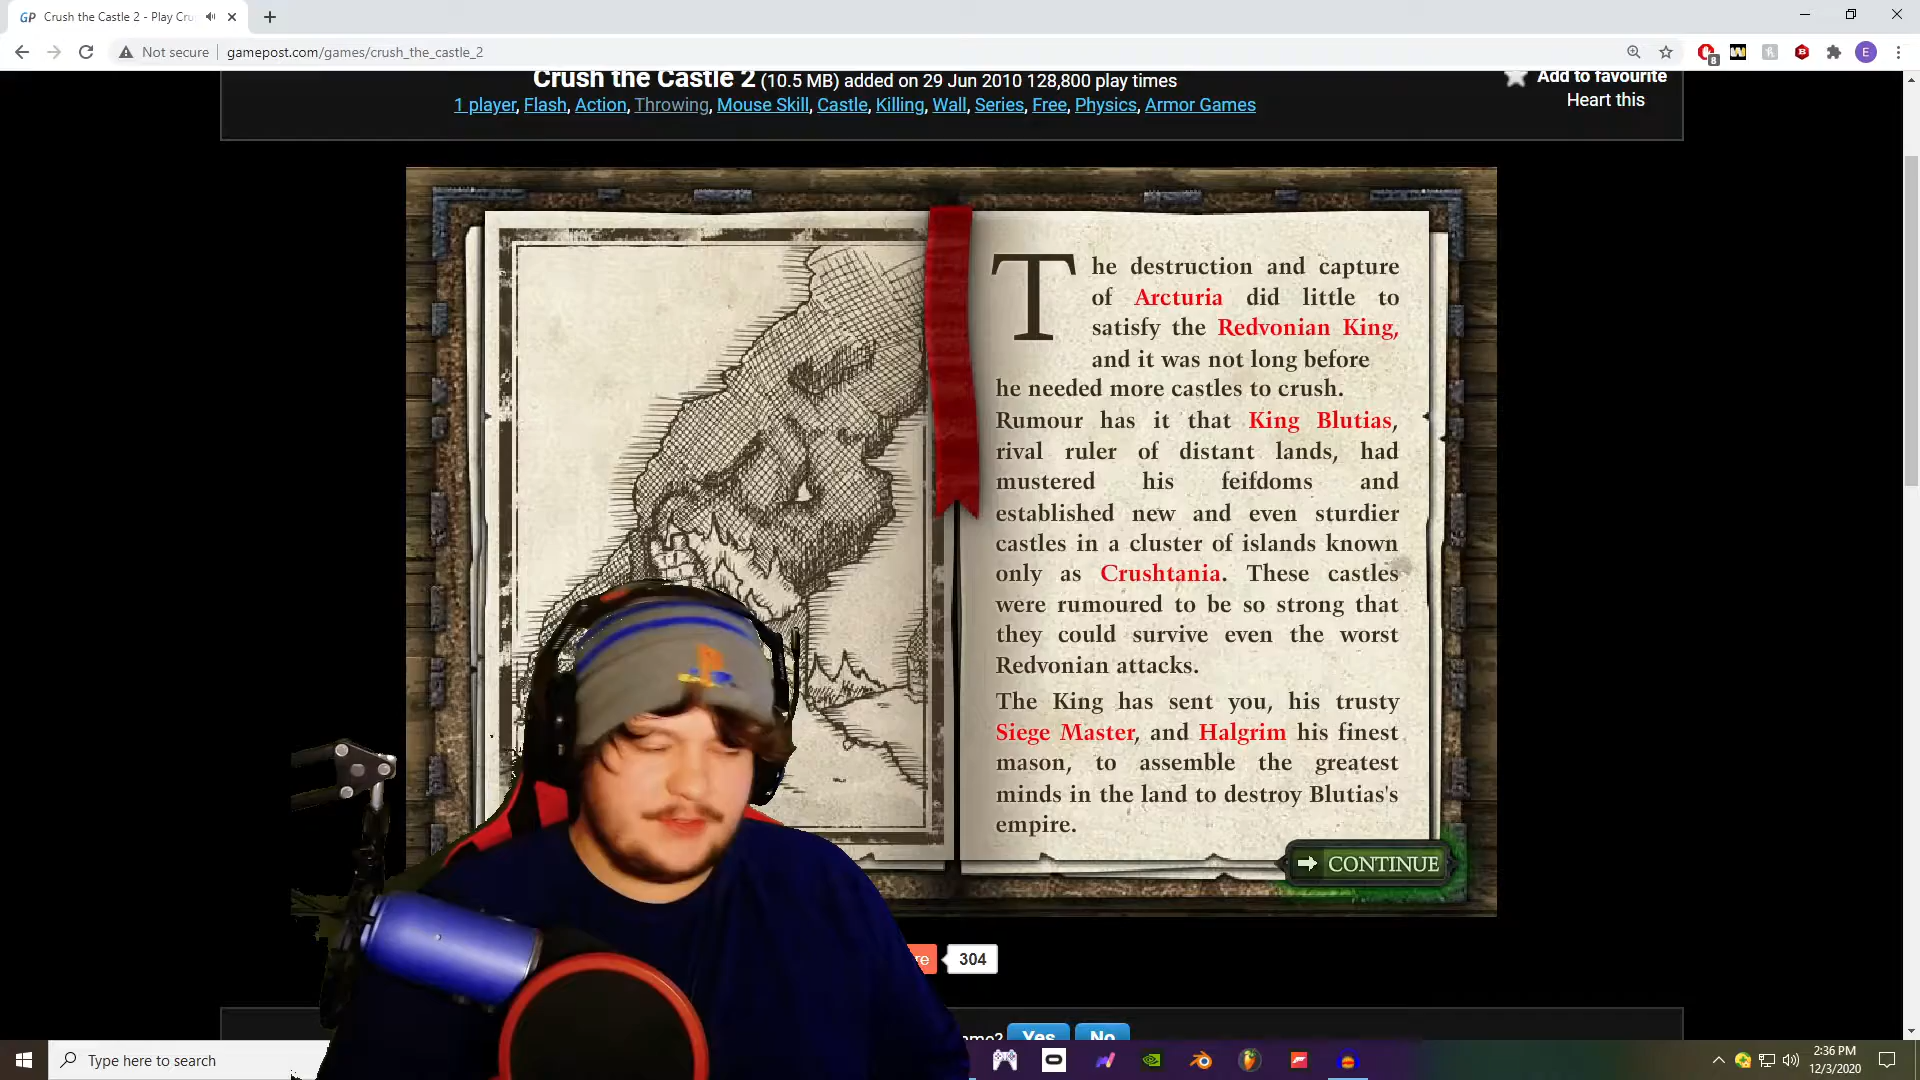 GP Crush the Castle 2 - Play Cru
Not secure gamepost.com/games/crush_the_castle_2
8
E
Crush the Castle 2 (10.5 MB) added on 29 Jun 2010 128,800 play times
Add to favourite
1 player, Flash, Action, Throwing, Mouse Skill, Castle, Killing, Wall, Series, Free, Physics, Armor Games
Heart this
The destruction and capture
of Arcturia did little to
satisfy the Redvonian King,
and it was not long before
he needed more castles to crush.
Rumour has it that King Blutias,
rival ruler of distant lands, had
mustered his feifdoms and
established new and even sturdier
castles in a cluster of islands known
only as Crushtania. These castles
were rumoured to be so strong that
they could survive even the worst
Redvonian attacks.
The King has sent you, his trusty
Siege Master, and Halgrim his finest
mason, to assemble the greatest
minds in the land to destroy Blutias's
empire.
CONTINUE
304
Yes No
Type here to search
2:36 PM
12/3/2020